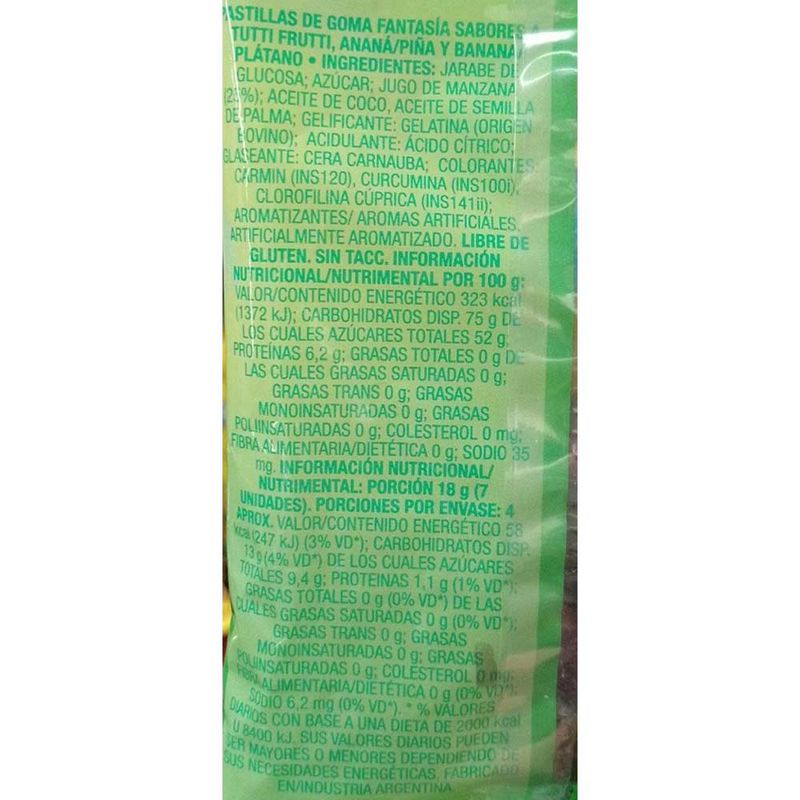 PASTILLAS DE GOMA FANTASÍA SABORES A
TUTTI FRUTTI, ANANÁ/PIÑA Y BANANA/
PLÁTANO • INGREDIENTES: JARABE DE
GLUCOSA; AZÚCAR; JUGO DE MANZANA
%); ACEITE DE COCO, ACEITE DE SEMILLA
DE PALMA; GELIFICANTE: GELATINA (ORIGEN
BOVINO); ACIDULANTE: ÁCIDO CÍTRICO;
GLASEANTE: CERA CARNAUBA; COLORANTES:
CARMIN (INS120), CURCUMINA (INS100i),
CLOROFILINA CÚPRICA (INS141ii);
AROMATIZANTES/ AROMAS ARTIFICIALES.
ARTIFICIALMENTE AROMATIZADO. LIBRE DE
GLUTEN. SIN TACC. INFORMACIÓN
NUTRICIONAL/NUTRIMENTAL POR 100 g:
VALOR/CONTENIDO ENERGÉTICO 323 kcal
(1372 kJ); CARBOHIDRATOS DISP. 75 g DE
LOS CUALES AZÚCARES TOTALES 52 g;
PROTEÍNAS 6,2 g; GRASAS TOTALES 0 g DE
LAS CUALES GRASAS SATURADAS 0 g;
GRASAS TRANS 0 g; GRASAS
MONOINSATURADAS 0 g; GRASAS
POLIINSATURADAS 0 g; COLESTEROL 0 mg;
FIBRA ALIMENTARIA/DIETÉTICA 0 g; SODIO 35
mg. INFORMACIÓN NUTRICIONAL/
NUTRIMENTAL: PORCIÓN 18 g (7
UNIDADES). PORCIONES POR ENVASE: 4
APROX. VALOR/CONTENIDO ENERGÉTICO 58
kcal (247 kJ) (3% VD*); CARBOHIDRATOS DISP.
13 g (4% VD*) DE LOS CUALES AZÚCARES
TOTALES 9,4 g; PROTEINAS 1,1 g (1% VD*);
GRASAS TOTALES 0 g (0% VD*) DE LAS
CUALES GRASAS SATURADAS 0 g (0% VD*);
GRASAS TRANS 0 g; GRASAS
MONOINSATURADAS 0 g; GRASAS
POLIINSATURADAS 0 g; COLESTEROL 0 mg;
FIBRA ALIMENTARIA/DIETÉTICA 0 g (0% VD*);
SODIO 6,2 mg (0% VD*). * % VALORES
DIARIOS CON BASE A UNA DIETA DE 2000 kcal
U 8400 kJ. SUS VALORES DIARIOS PUEDEN
SER MAYORES O MENORES DEPENDIENDO DE
SUS NECESIDADES ENERGÉTICAS. FABRICADO
EN/INDUSTRIA ARGENTINA.